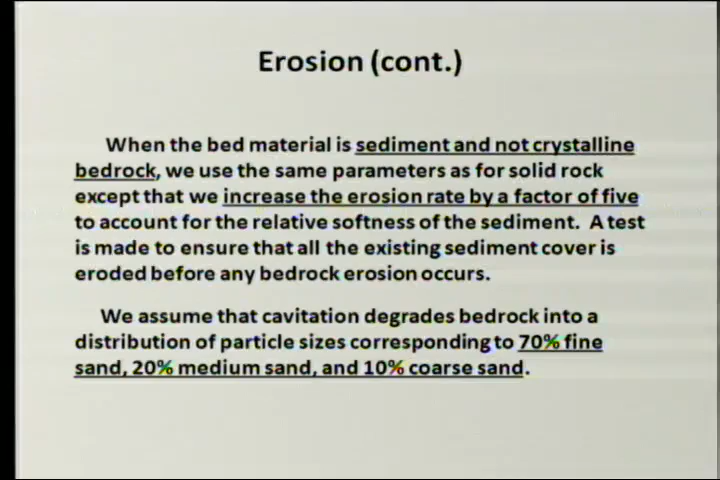 Erosion (cont.)
When the bed material is sediment and not crystalline
bedrock, we use the same parameters as for solid rock
except that we increase the erosion rate by a factor of five
to account for the relative softness of the sediment. A test
is made to ensure that all the existing sediment cover is
eroded before any bedrock erosion occurs.
We assume that cavitation degrades bedrock into a
distribution of particle sizes corresponding to 70% fine
sand, 20% medium sand, and 10% coarse sand.